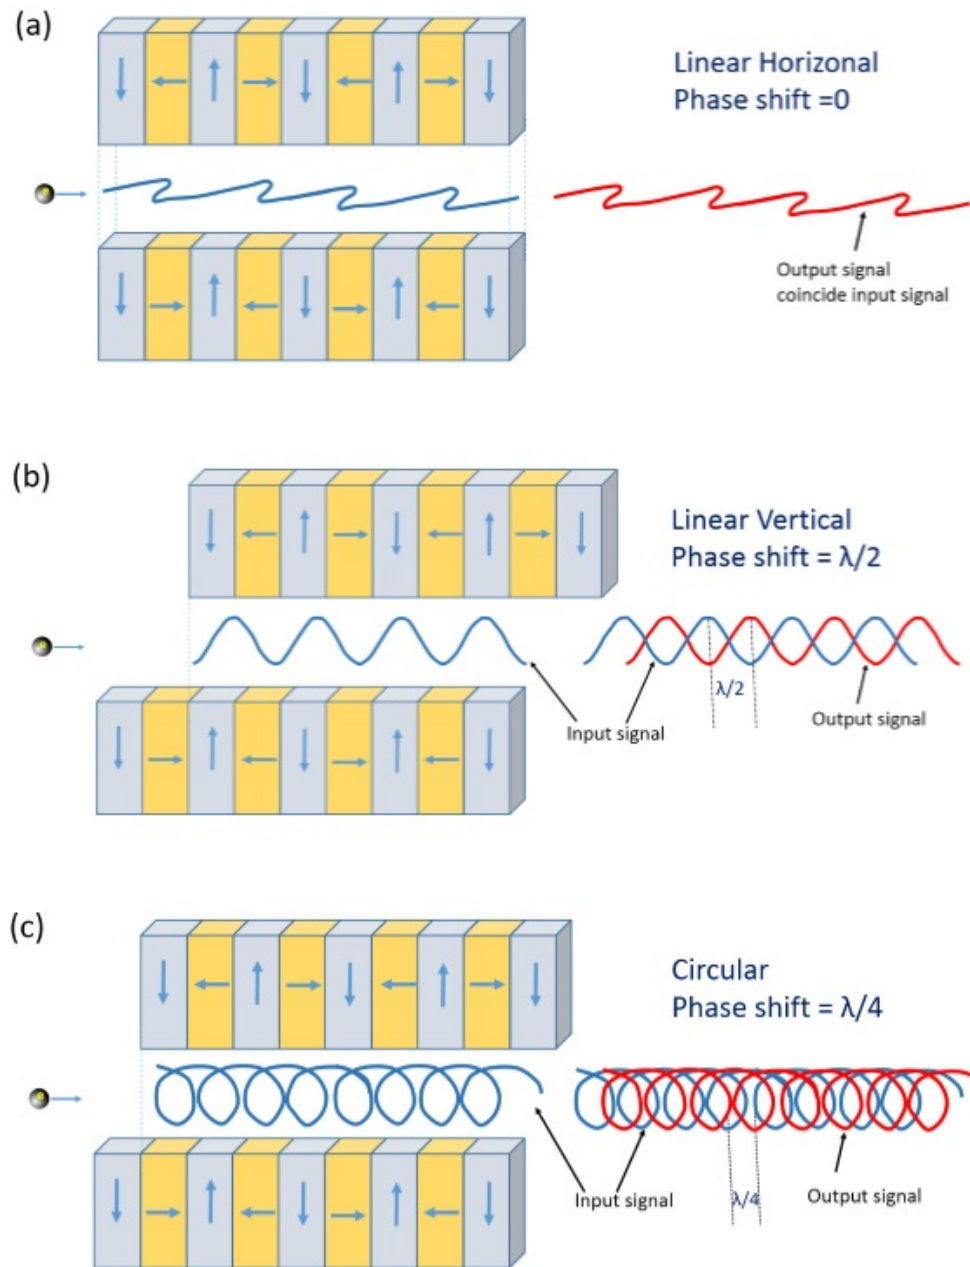 (a)
Linear Horizonal
Phase shift =0
Output signal
coincide input signal
(b)
Linear Vertical
Phase shift = λ/2
λ/2
Input signal
Output signal
(c)
Circular
Phase shift = λ/4
Input signal
λ/4
Output signal